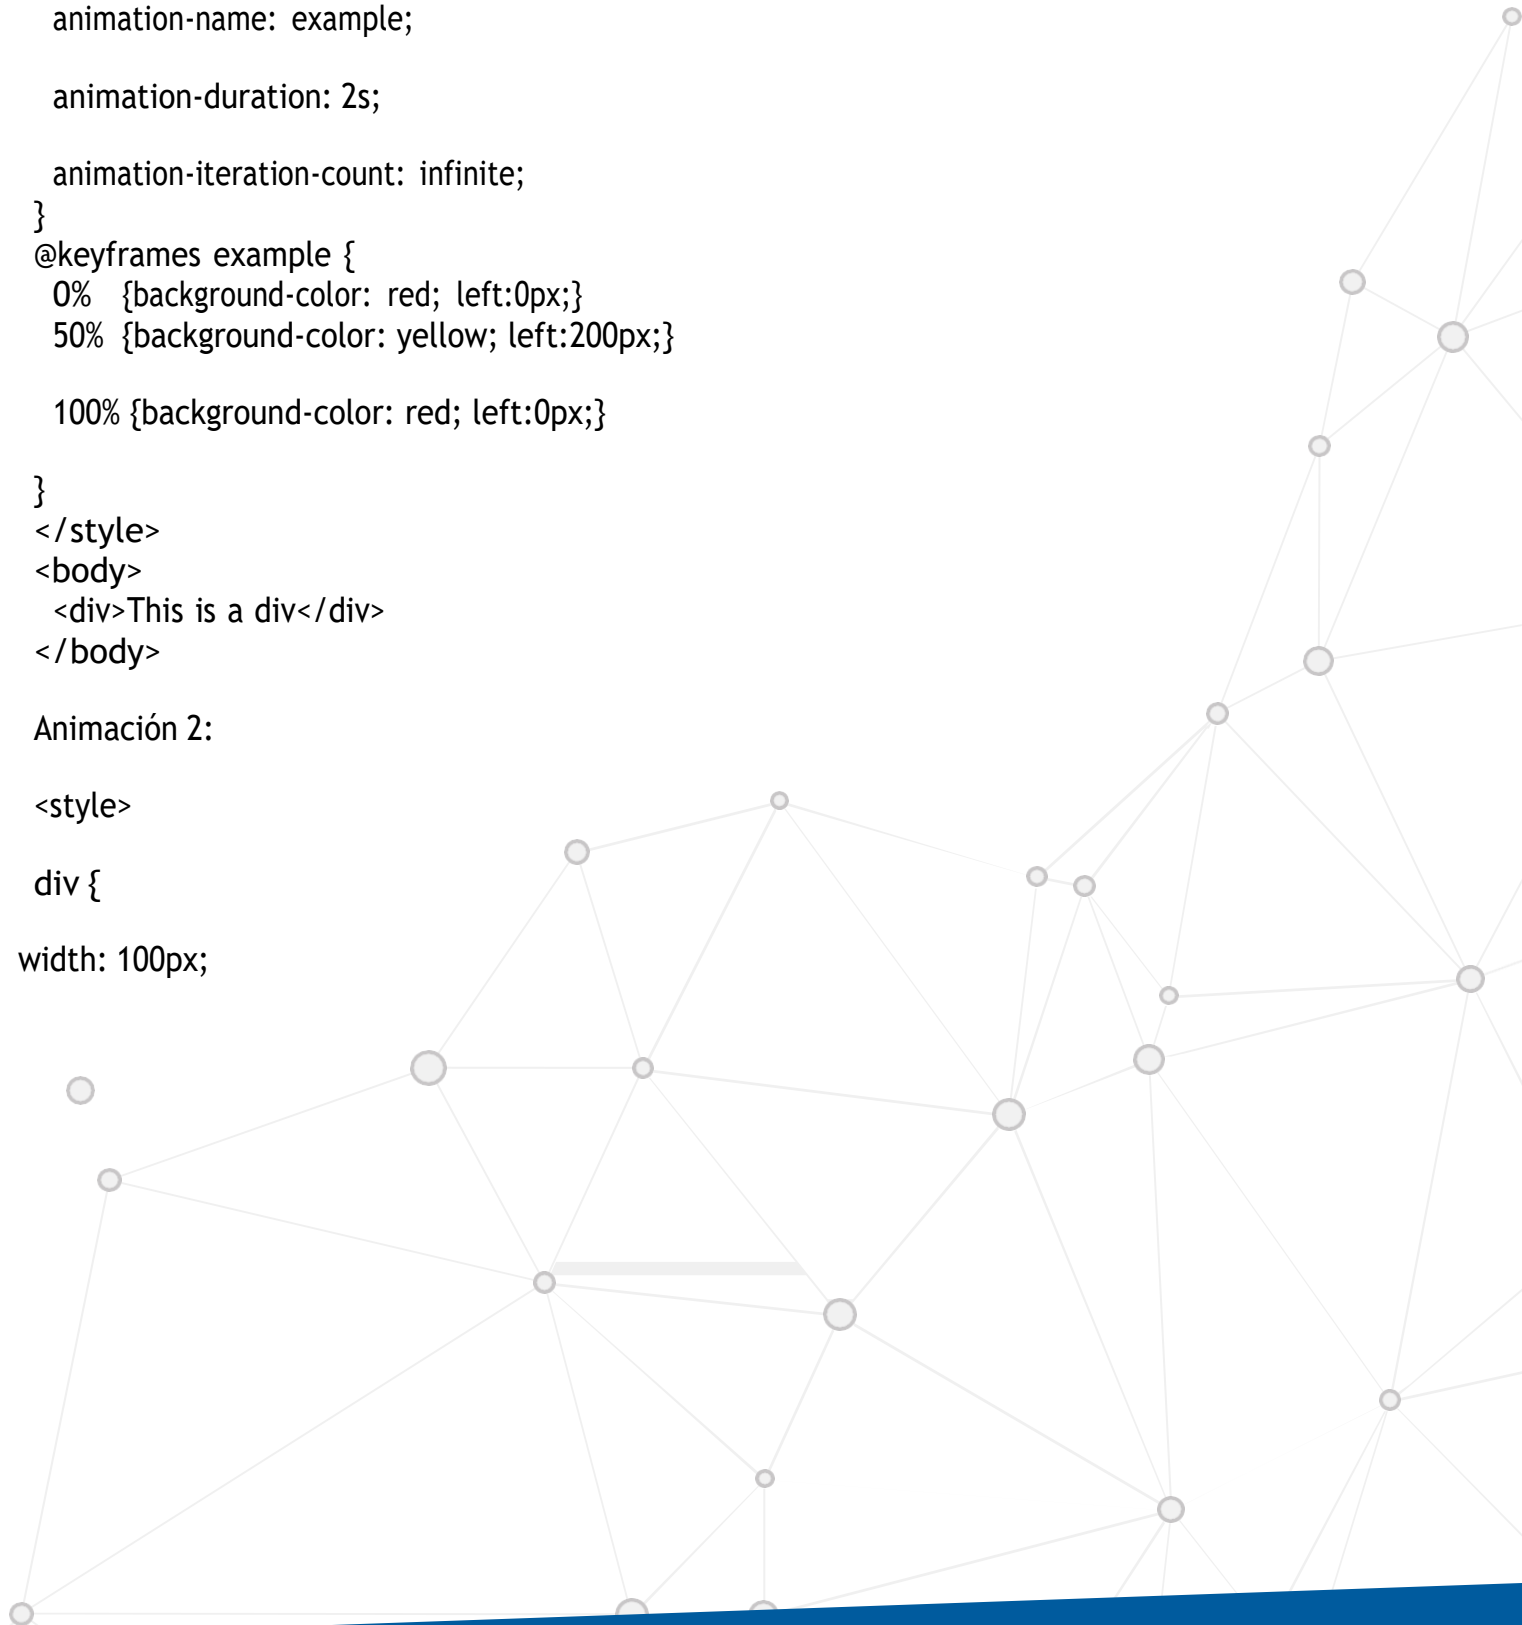 animation-name: example;
animation-duration: 2s;
animation-iteration-count: infinite;
}
@keyframes example {
0% {background-color: red; left:0px;}
50% {background-color: yellow; left:200px;}
100% {background-color: red; left:0px;}
}
</style>
<body>
<div>This is a div</div>
</body>
Animación 2:
<style>
div {
width: 100px;